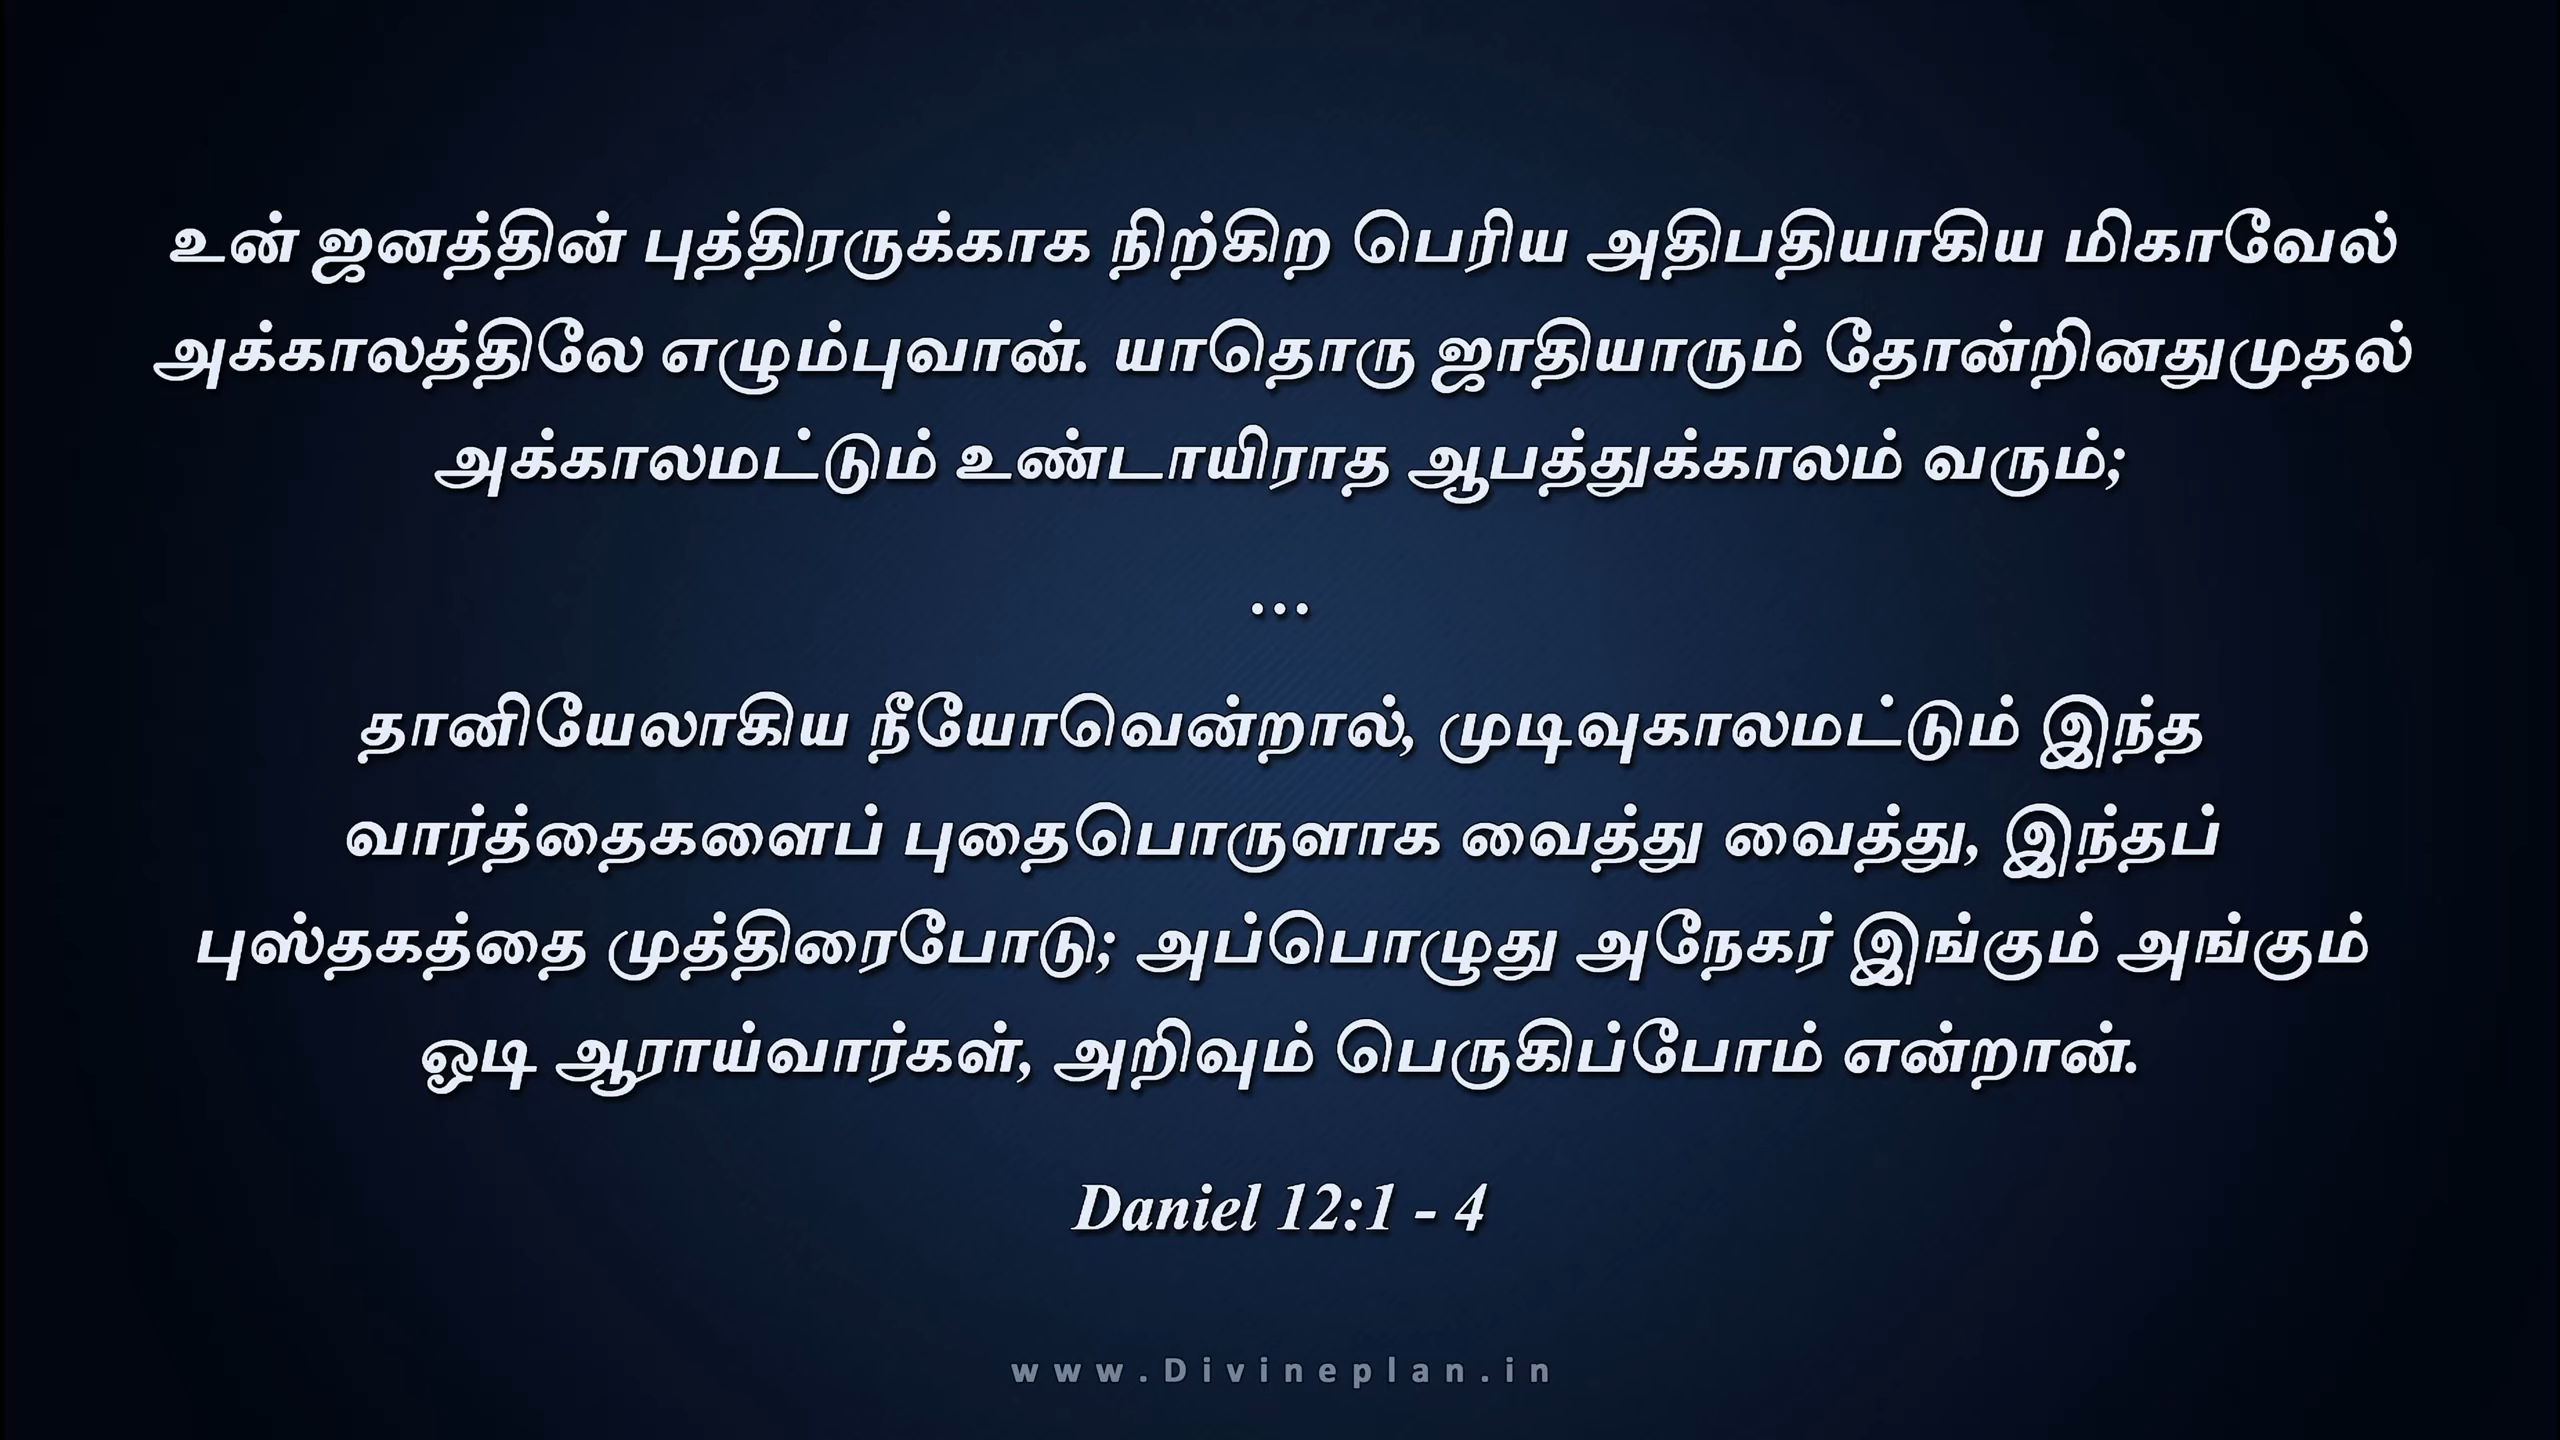 உன் ஜனத்தின் புத்திரருக்காக நிற்கிற பெரிய அதிபதியாகிய மிகாவேல்
அக்காலத்திலே எழும்புவான். யாதொரு ஜாதியாரும் தோன்றினதுமுதல்
அக்காலமட்டும் உண்டாயிராத ஆபத்துக்காலம் வரும்;
...
தானியேலாகிய நீயோவென்றால், முடிவுகாலமட்டும் இந்த
வார்த்தைகளைப் புதைபொருளாக வைத்து வைத்து, இந்தப்
புஸ்தகத்தை முத்திரைபோடு; அப்பொழுது அநேகர் இங்கும் அங்கும்
ஓடி ஆராய்வார்கள், அறிவும் பெருகிப்போம் என்றான்.
Daniel 12:1 - 4
www.Divineplan.in